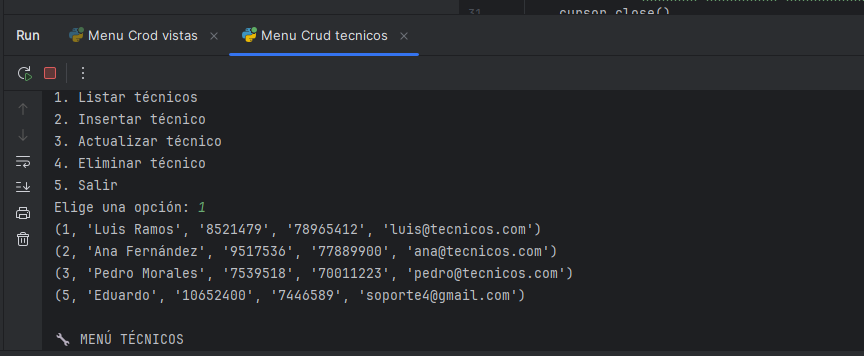 31
cursor.close()
Run
Menu Crod vistas
Menu Crud tecnicos
1. Listar técnicos
2. Insertar técnico
3. Actualizar técnico
4. Eliminar técnico
5. Salir
Elige una opción: 1
(1, 'Luis Ramos', '8521479', '78965412', 'luis@tecnicos.com')
(2, 'Ana Fernández', '9517536', '77889900', 'ana@tecnicos.com')
(3, 'Pedro Morales', '7539518', '70011223', 'pedro@tecnicos.com')
(5, 'Eduardo', '10652400', '7446589', 'soporte4@gmail.com')
🔧 MENÚ TÉCNICOS